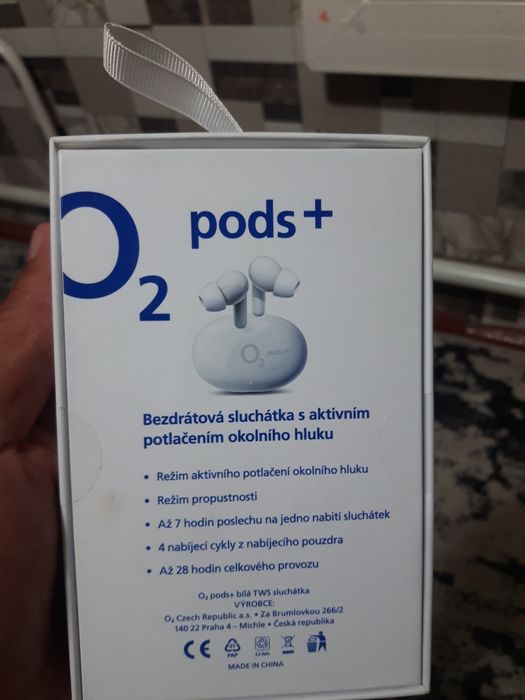 O2
pods+
O2 pods+
Bezdrátová sluchátka s aktivním
potlačením okolního hluku
• Režim aktivního potlačení okolního hluku
• Režim propustnosti
• Až 7 hodin poslechu na jedno nabití sluchátek
• 4 nabíjecí cykly z nabíjecího pouzdra
• Až 28 hodin celkového provozu
O₂ pods+ bílá TWS sluchátka
VÝROBCE:
O₂ Czech Republic a.s. • Za Brumlovkou 266/2
140 22 Praha 4 – Michle • Česká republika
CE PAP Li-ion
MADE IN CHINA